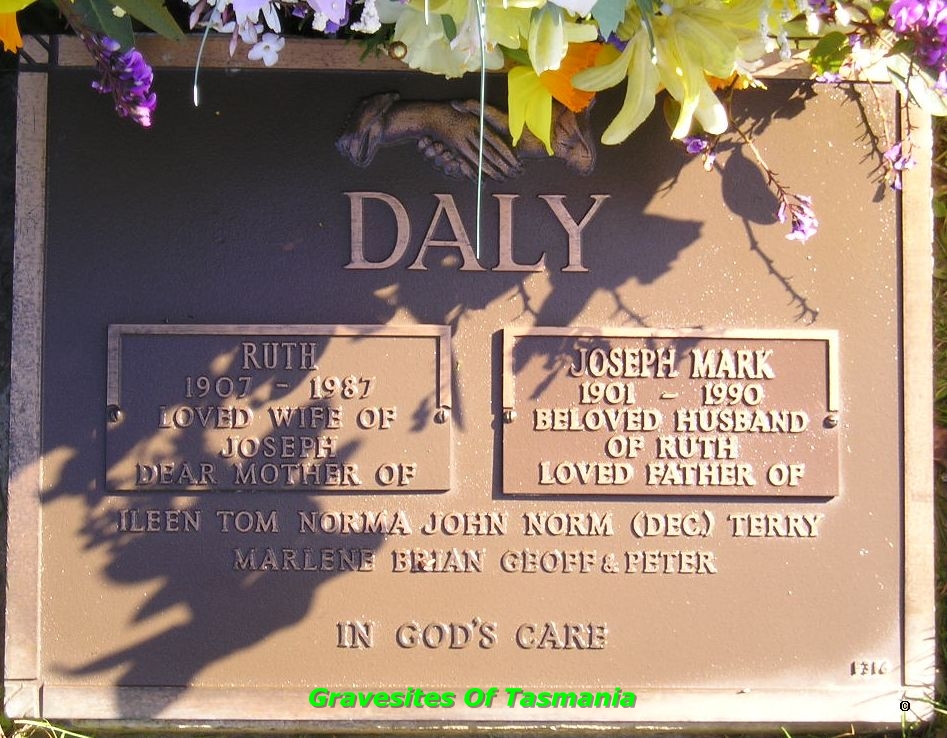 DALY
RUTH
1907 - 1987
LOVED WIFE OF
JOSEPH
DEAR MOTHER OF
JOSEPH MARK
1901 - 1990
BELOVED HUSBAND
OF RUTH
LOVED FATHER OF
ILEEN TOM NORMA JOHN NORM (DEC.) TERRY
MARLENE BRIAN GEOFF & PETER
IN GOD'S CARE
1316
Gravesites Of Tasmania
©